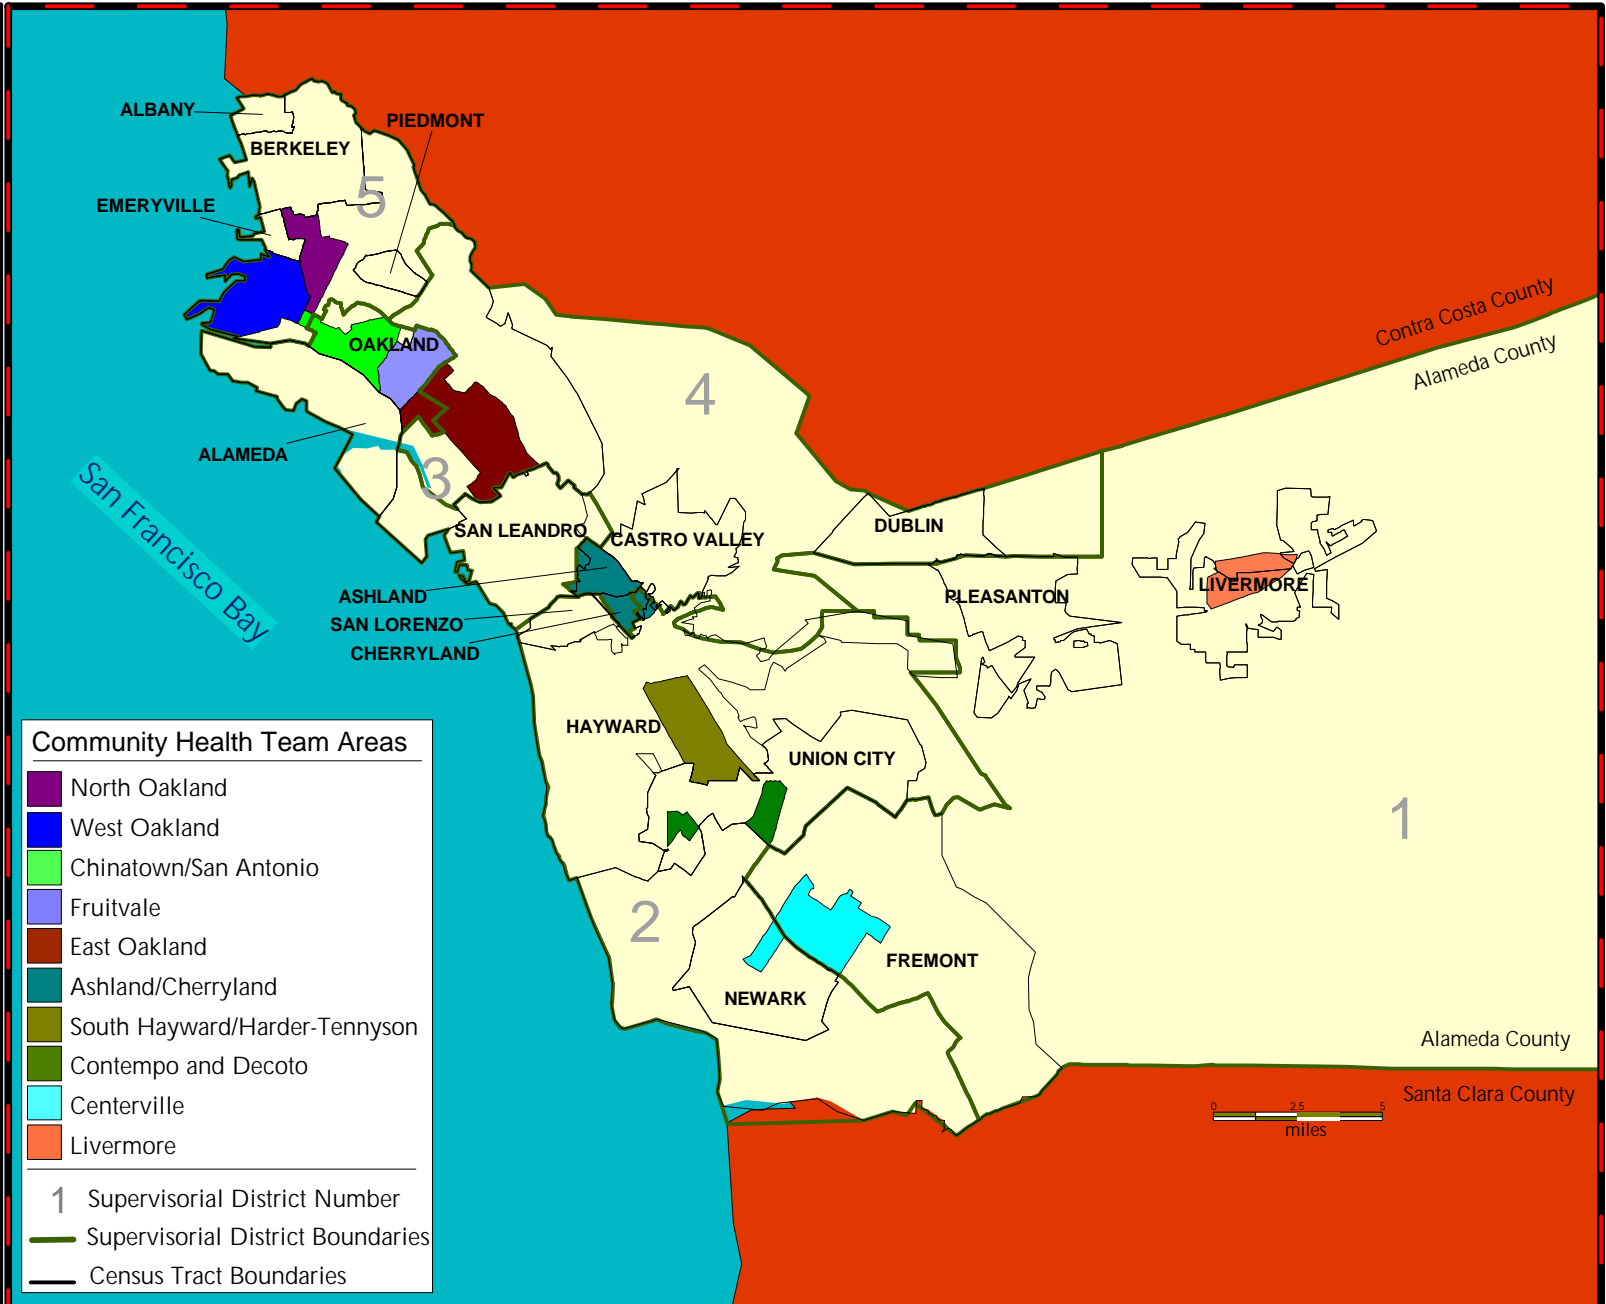 ALBANY
PIEDMONT
BERKELEY
5
EMERYVILLE
Contra Costa County
Alameda County
OAKLAND
4
ALAMEDA
3
San Francisco Bay
SAN LEANDRO
CASTRO VALLEY
DUBLIN
ASHLAND
PLEASANTON
LIVERMORE
SAN LORENZO
CHERRYLAND
HAYWARD
UNION CITY
1
2
FREMONT
NEWARK
Alameda County
Santa Clara County
0 2.5 5
miles
Community Health Team Areas
North Oakland
West Oakland
Chinatown/San Antonio
Fruitvale
East Oakland
Ashland/Cherryland
South Hayward/Harder-Tennyson
Contempo and Decoto
Centerville
Livermore
1 Supervisorial District Number
Supervisorial District Boundaries
Census Tract Boundaries